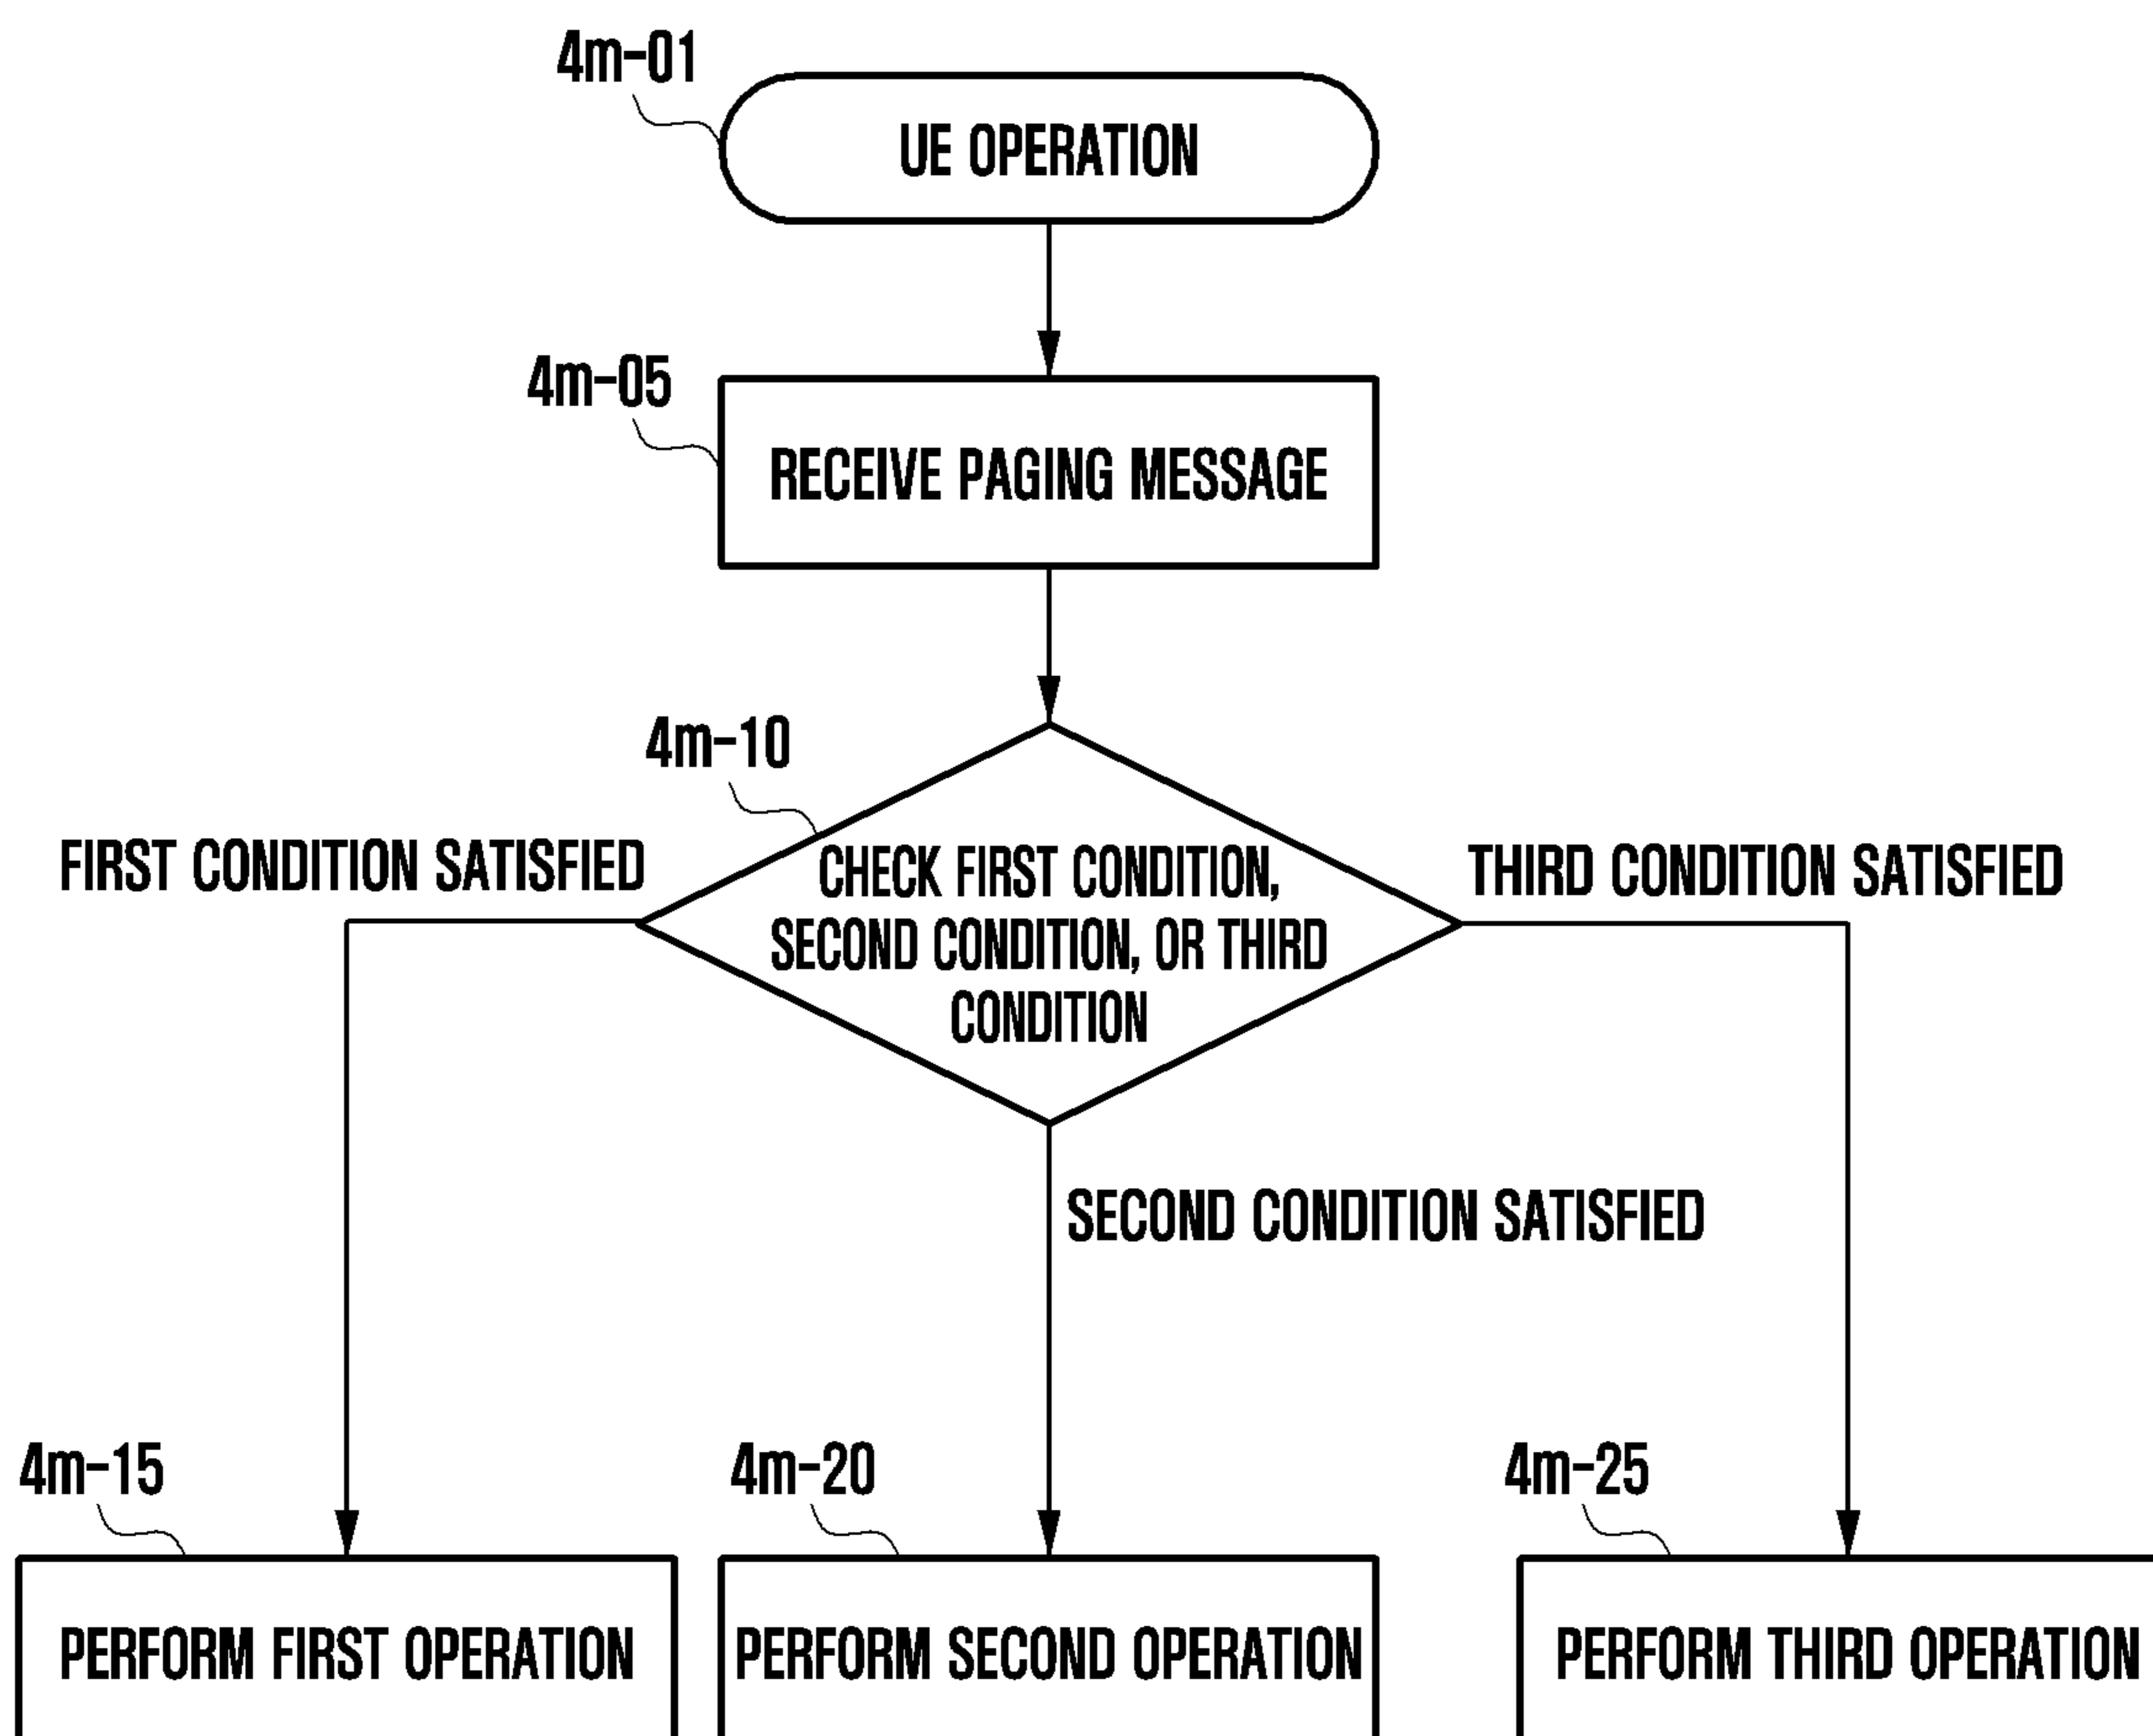 4m-01
UE OPERATION
4m-05
RECEIVE PAGING MESSAGE
4m-10
FIRST CONDITION SATISFIED
CHECK FIRST CONDITION,
SECOND CONDITION, OR THIRD
CONDITION
THIRD CONDITION SATISFIED
SECOND CONDITION SATISFIED
4m-15
4m-20
4m-25
PERFORM FIRST OPERATION
PERFORM SECOND OPERATION
PERFORM THIRD OPERATION